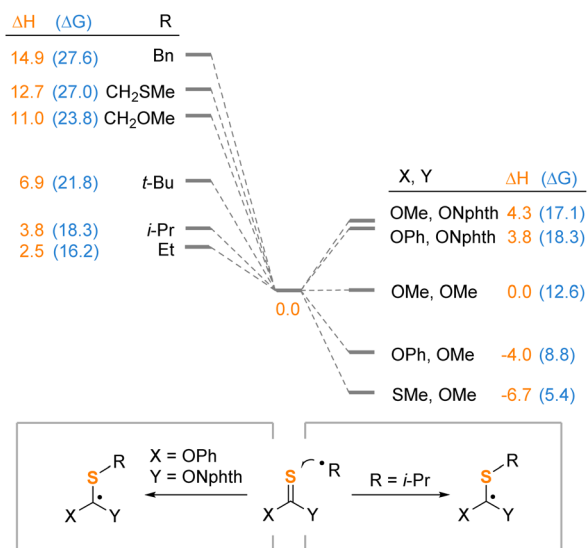 ΔH (ΔG) R
14.9 (27.6) Bn
12.7 (27.0) CH₂SMe
11.0 (23.8) CH₂OMe
6.9 (21.8) t-Bu
3.8 (18.3) i-Pr
2.5 (16.2) Et
0.0
X, Y ΔH (ΔG)
OMe, ONphth 4.3 (17.1)
OPh, ONphth 3.8 (18.3)
OMe, OMe 0.0 (12.6)
OPh, OMe -4.0 (8.8)
SMe, OMe -6.7 (5.4)
S R X Y
X = OPh
Y = ONphth
S R X Y
R = i-Pr
S R X Y